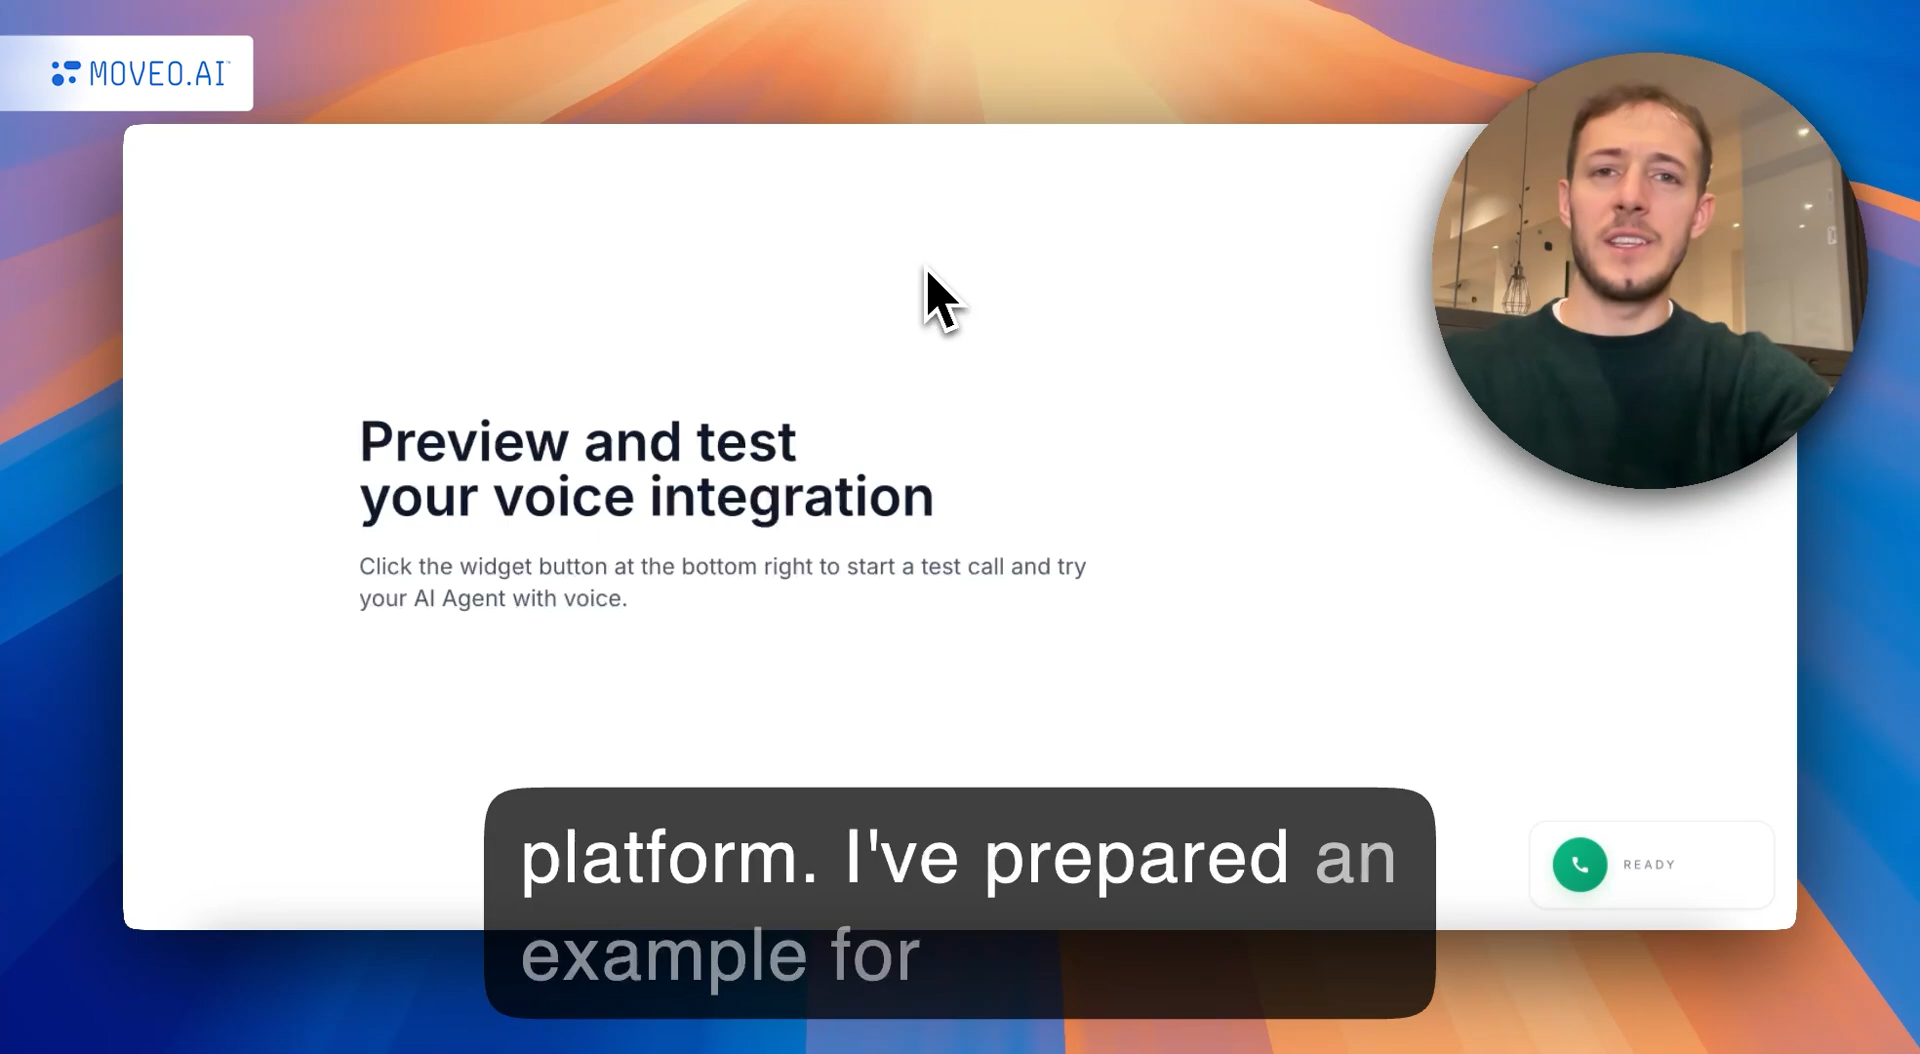 MOVEO.AI
Preview and test
your voice integration
Click the widget button at the bottom right to start a test call and try
your AI Agent with voice.
READY
platform. I've prepared an
example for